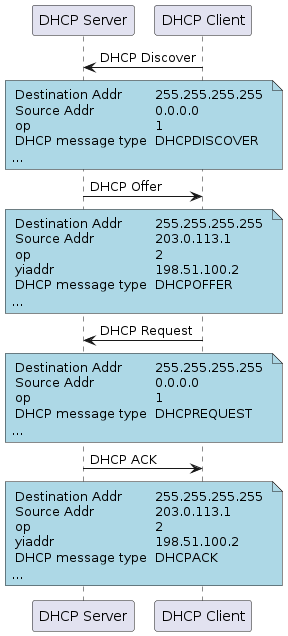 DHCP Server DHCP Client
DHCP Discover
Destination Addr 255.255.255.255
Source Addr 0.0.0.0
op 1
DHCP message type DHCPDISCOVER
...
DHCP Offer
Destination Addr 255.255.255.255
Source Addr 203.0.113.1
op 2
yiaddr 198.51.100.2
DHCP message type DHCPOFFER
...
DHCP Request
Destination Addr 255.255.255.255
Source Addr 0.0.0.0
op 1
DHCP message type DHCPREQUEST
...
DHCP ACK
Destination Addr 255.255.255.255
Source Addr 203.0.113.1
op 2
yiaddr 198.51.100.2
DHCP message type DHCPACK
...
DHCP Server DHCP Client